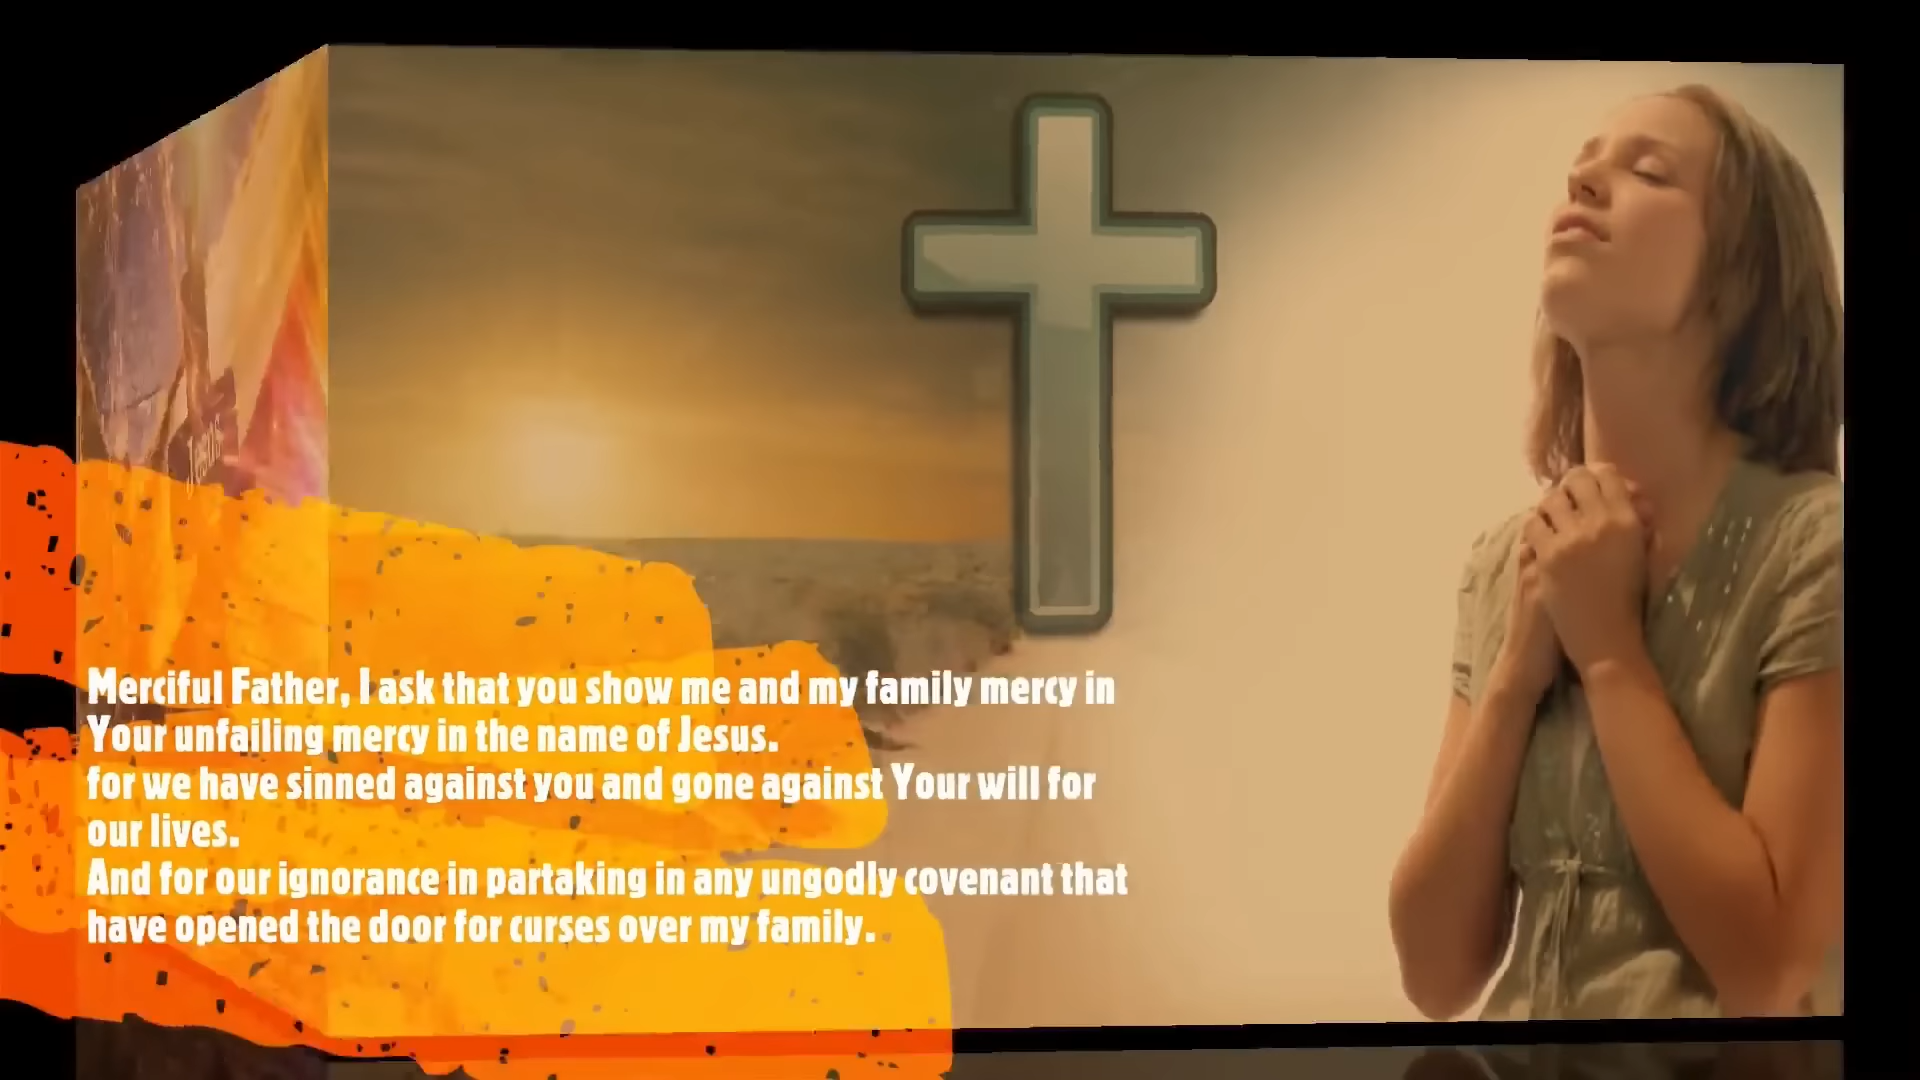 Jesus
Merciful Father, I ask that you show me and my family mercy in
Your unfailing mercy in the name of Jesus.
for we have sinned against you and gone against Your will for
our lives.
And for our ignorance in partaking in any ungodly covenant that
have opened the door for curses over my family.